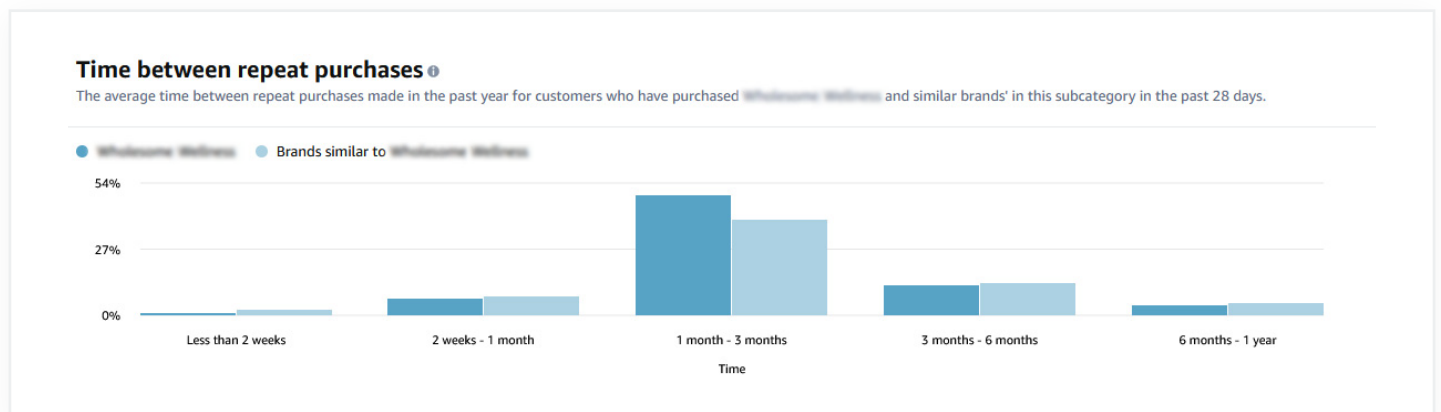 Time between repeat purchases
The average time between repeat purchases made in the past year for customers who have purchased and similar brands' in this subcategory in the past 28 days.
Brands similar to
54%
27%
0%
Less than 2 weeks
2 weeks - 1 month
1 month - 3 months
3 months - 6 months
6 months - 1 year
Time